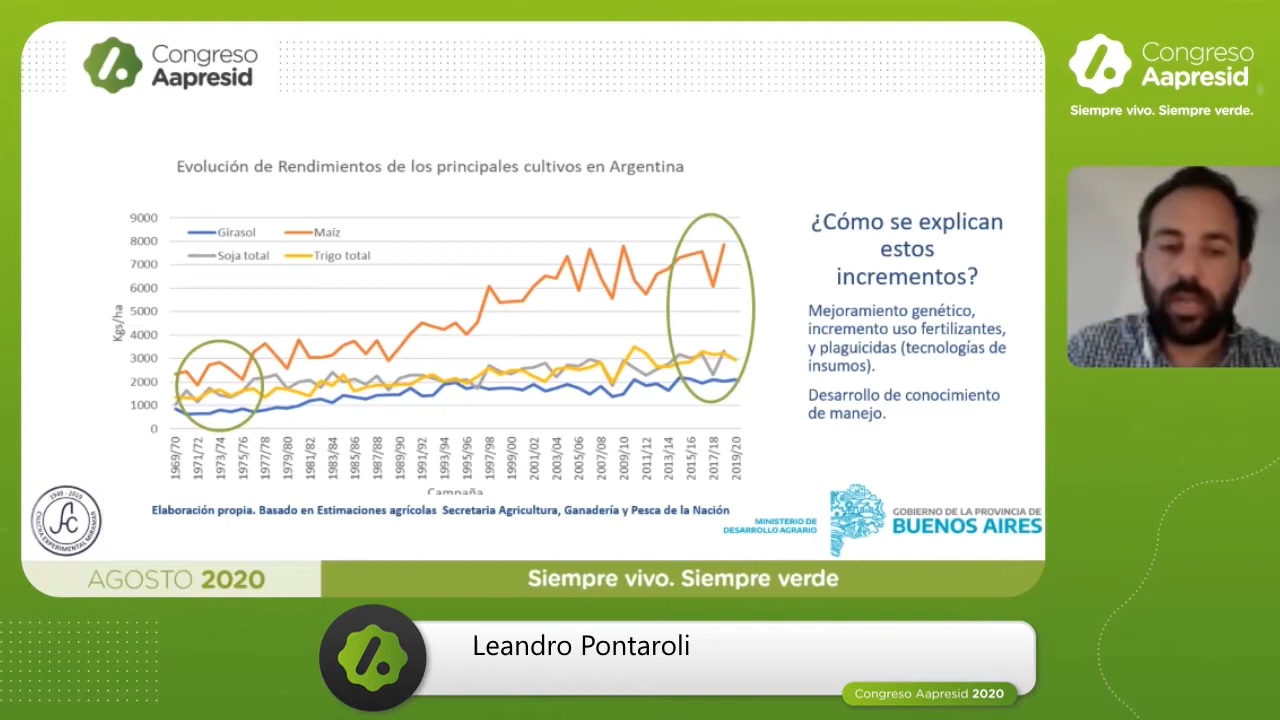 Congreso
Aapresid
Congreso
Aapresid
Siempre vivo. Siempre verde.
Evolución de Rendimientos de los principales cultivos en Argentina
9000
8000
7000
6000
5000
4000
3000
2000
1000
0
Kgs/ha
Girasol
Maíz
Soja total
Trigo total
1969/70
1971/72
1973/74
1975/76
1977/78
1979/80
1981/82
1983/84
1985/86
1987/88
1989/90
1991/92
1993/94
1995/96
1997/98
1999/00
2001/02
2003/04
2005/06
2007/08
2009/10
2011/12
2013/14
2015/16
2017/18
2019/20
Campaña
¿Cómo se explican
estos
incrementos?
Mejoramiento genético,
incremento uso fertilizantes,
y plaguicidas (tecnologías de
insumos).
Desarrollo de conocimiento
de manejo.
Elaboración propia. Basado en Estimaciones agrícolas Secretaria Agricultura, Ganadería y Pesca de la Nación
1949 - 2019
CHACRA EXPERIMENTAL MIRAMAR
MINISTERIO DE
DESARROLLO AGRARIO
GOBIERNO DE LA PROVINCIA DE
BUENOS AIRES
AGOSTO 2020
Siempre vivo. Siempre verde
Leandro Pontaroli
Congreso Aapresid 2020